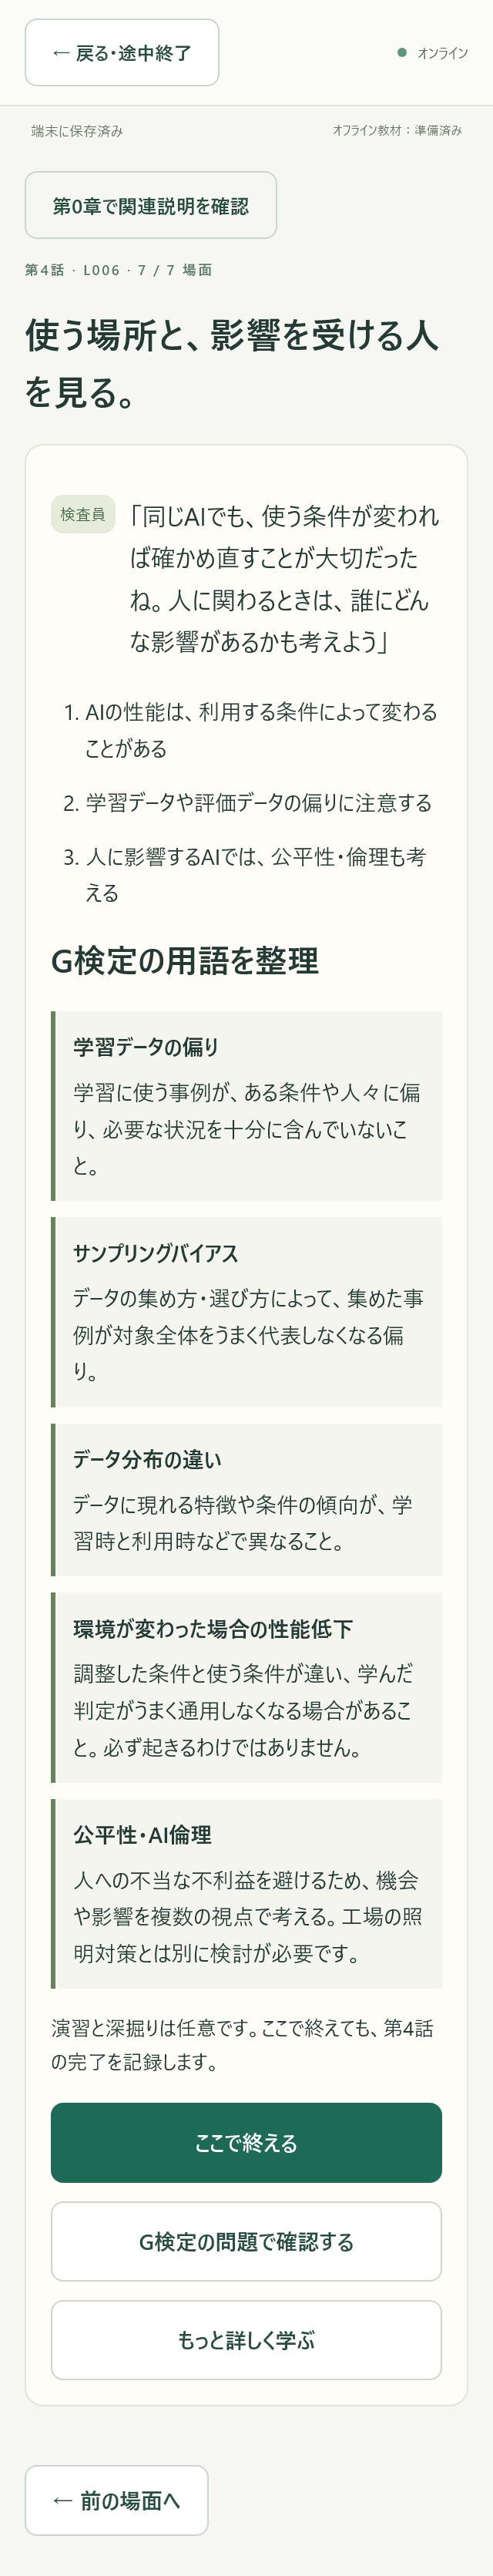 ← 戻る・途中終了
オンライン
端末に保存済み
オフライン教材：準備済み
第0章で関連説明を確認
第4話 · L006 · 7 / 7 場面
使う場所と、影響を受ける人
を見る。
検査員
「同じAIでも、使う条件が変われ
ば確かめ直すことが大切だった
ね。人に関わるときは、誰にどん
な影響があるかも考えよう」
1. AIの性能は、利用する条件によって変わる
ことがある
2. 学習データや評価データの偏りに注意する
3. 人に影響するAIでは、公平性・倫理も考
える
G検定の用語を整理
学習データの偏り
学習に使う事例が、ある条件や人々に偏
り、必要な状況を十分に含んでいないこ
と。
サンプリングバイアス
データの集め方・選び方によって、集めた事
例が対象全体をうまく代表しなくなる偏
り。
データ分布の違い
データに現れる特徴や条件の傾向が、学
習時と利用時などで異なること。
環境が変わった場合の性能低下
調整した条件と使う条件が違い、学んだ
判定がうまく通用しなくなる場合があるこ
と。必ず起きるわけではありません。
公平性・AI倫理
人への不当な不利益を避けるため、機会
や影響を複数の視点で考える。工場の照
明対策とは別に検討が必要です。
演習と深掘りは任意です。ここで終えても、第4話
の完了を記録します。
ここで終える
G検定の問題で確認する
もっと詳しく学ぶ
← 前の場面へ